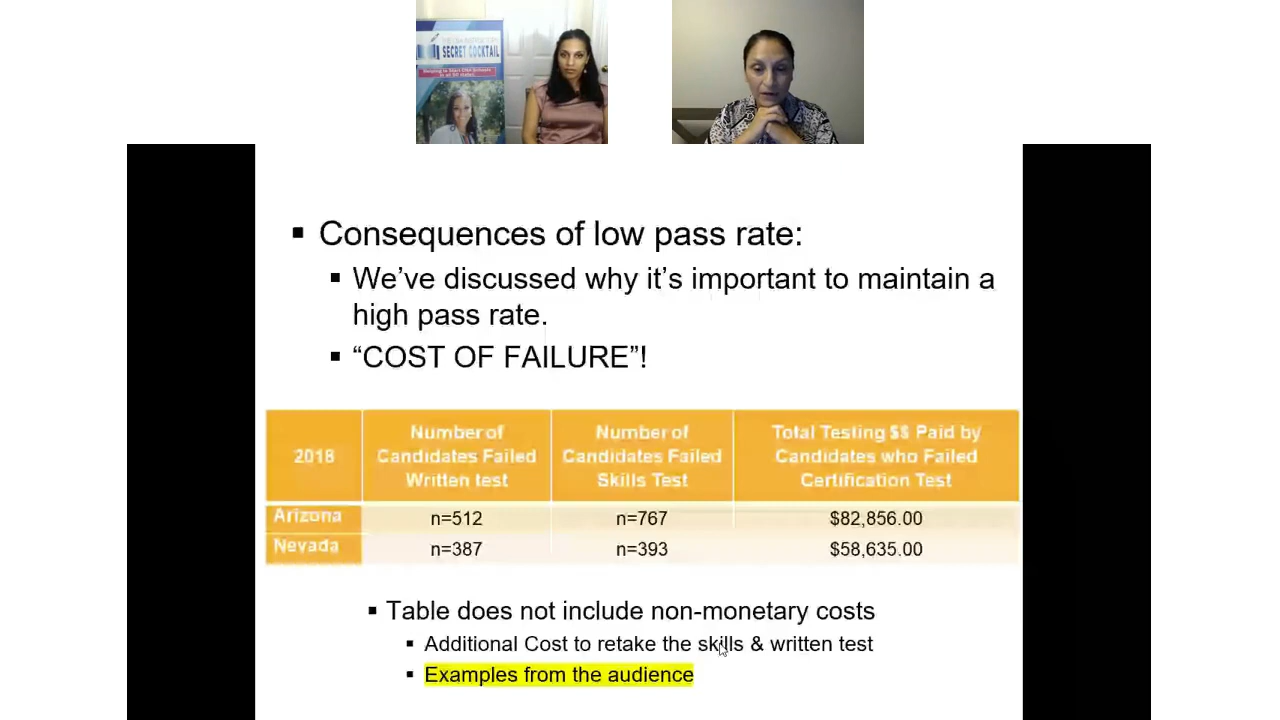 SECRET COCKTAIL
▪ Consequences of low pass rate:
▪ We’ve discussed why it’s important to maintain a
high pass rate.
▪ “COST OF FAILURE”!
2018
Number of
Candidates Failed
Written test
Number of
Candidates Failed
Skills Test
Total Testing $$ Paid by
Candidates who Failed
Certification Test
Arizona n=512 n=767 $82,856.00
Nevada n=387 n=393 $58,635.00
▪ Table does not include non-monetary costs
▪ Additional Cost to retake the skills & written test
▪ Examples from the audience